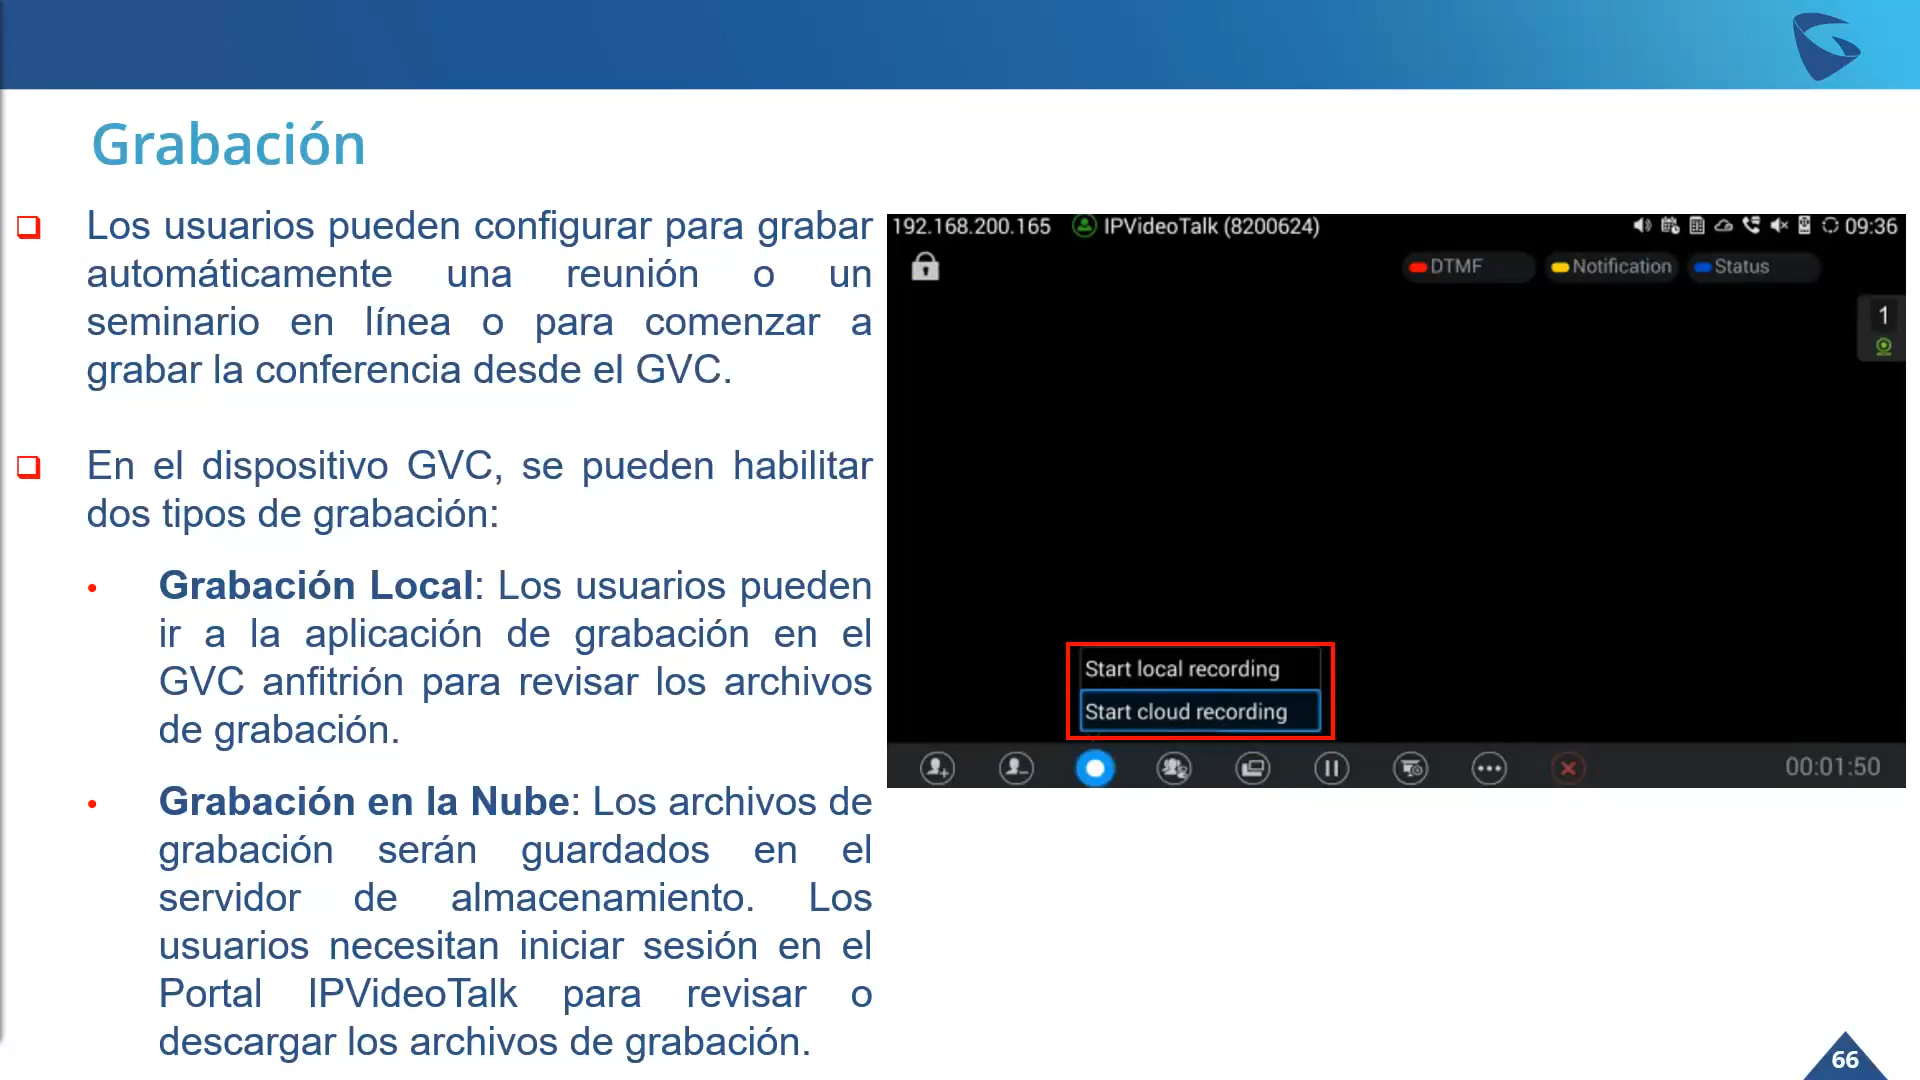 Grabación
Los usuarios pueden configurar para grabar
automáticamente una reunión o un
seminario en línea o para comenzar a
grabar la conferencia desde el GVC.
En el dispositivo GVC, se pueden habilitar
dos tipos de grabación:
Grabación Local: Los usuarios pueden
ir a la aplicación de grabación en el
GVC anfitrión para revisar los archivos
de grabación.
Grabación en la Nube: Los archivos de
grabación serán guardados en el
servidor de almacenamiento. Los
usuarios necesitan iniciar sesión en el
Portal IPVideoTalk para revisar o
descargar los archivos de grabación.
192.168.200.165 IPVideoTalk (8200624) 09:36
DTMF Notification Status
1
Start local recording
Start cloud recording
00:01:50
66